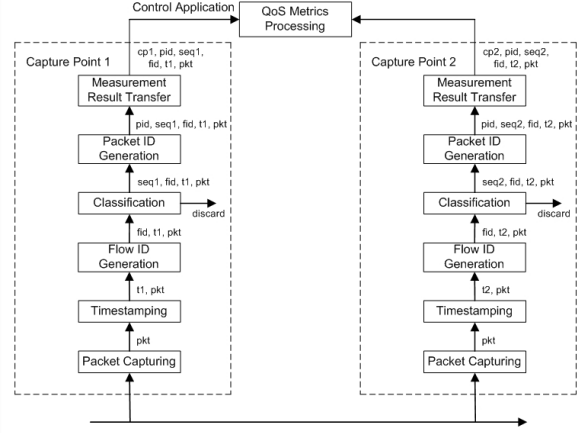 Control Application
QoS Metrics
Processing
Capture Point 1
cp1, pid, seq1,
fid, t1, pkt
Measurement
Result Transfer
pid, seq1, fid, t1, pkt
Packet ID
Generation
seq1, fid, t1, pkt
Classification
discard
fid, t1, pkt
Flow ID
Generation
t1, pkt
Timestamping
pkt
Packet Capturing
Capture Point 2
cp2, pid, seq2,
fid, t2, pkt
Measurement
Result Transfer
pid, seq2, fid, t2, pkt
Packet ID
Generation
seq2, fid, t2, pkt
Classification
discard
fid, t2, pkt
Flow ID
Generation
t2, pkt
Timestamping
pkt
Packet Capturing